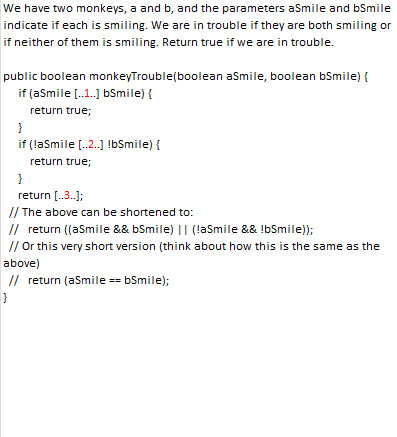 We have two monkeys, a and b, and the parameters aSmile and bSmile
indicate if each is smiling. We are in trouble if they are both smiling or
if neither of them is smiling. Return true if we are in trouble.
public boolean monkeyTrouble(boolean aSmile, boolean bSmile) {
if (aSmile [..1..] bSmile) {
return true;
}
if (!aSmile [..2..] !bSmile) {
return true;
}
return [..3..];
// The above can be shortened to:
// return ((aSmile && bSmile) || (!aSmile && !bSmile));
// Or this very short version (think about how this is the same as the
above)
// return (aSmile == bSmile);
}